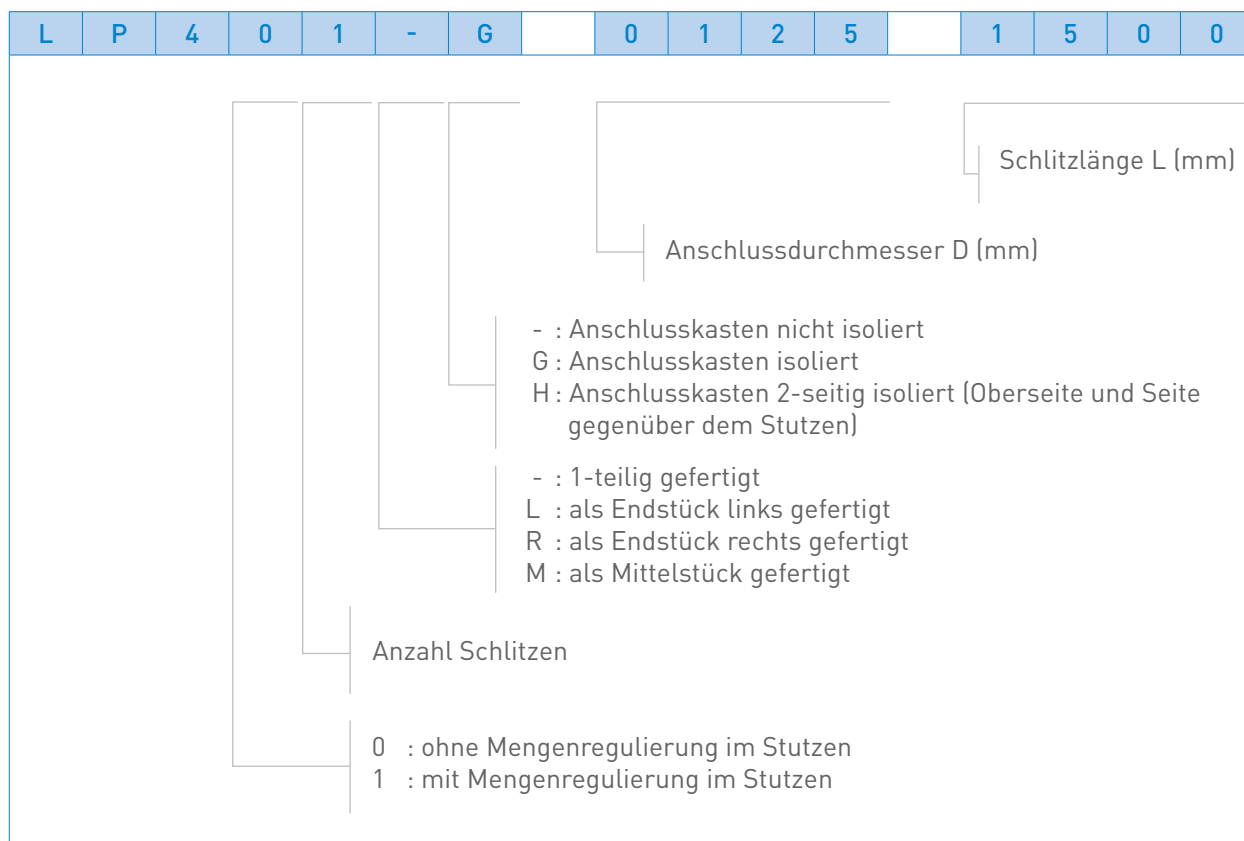 L P 4 0 1 - G 0 1 2 5 1 5 0 0
Schlitzlänge L (mm)
Anschlussdurchmesser D (mm)
- : Anschlusskasten nicht isoliert
G : Anschlusskasten isoliert
H : Anschlusskasten 2-seitig isoliert (Oberseite und Seite
gegenüber dem Stutzen)
- : 1-teilig gefertigt
L : als Endstück links gefertigt
R : als Endstück rechts gefertigt
M : als Mittelstück gefertigt
Anzahl Schlitzen
0 : ohne Mengenregulierung im Stutzen
1 : mit Mengenregulierung im Stutzen